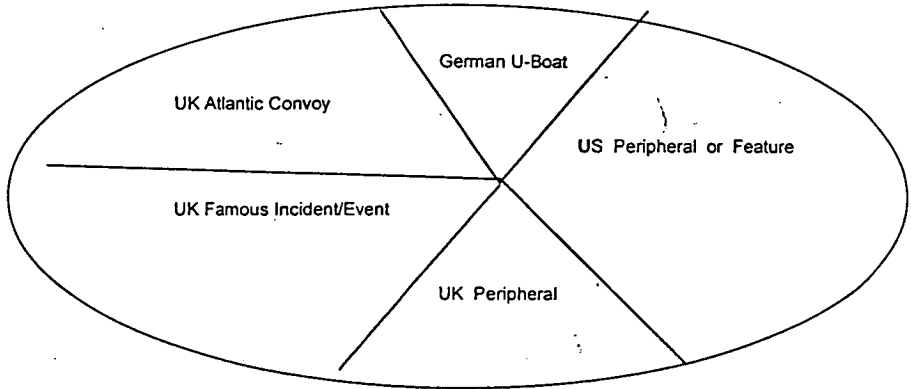 German U-Boat
UK Atlantic Convoy
US Peripheral or Feature
UK Famous Incident/Event
UK Peripheral